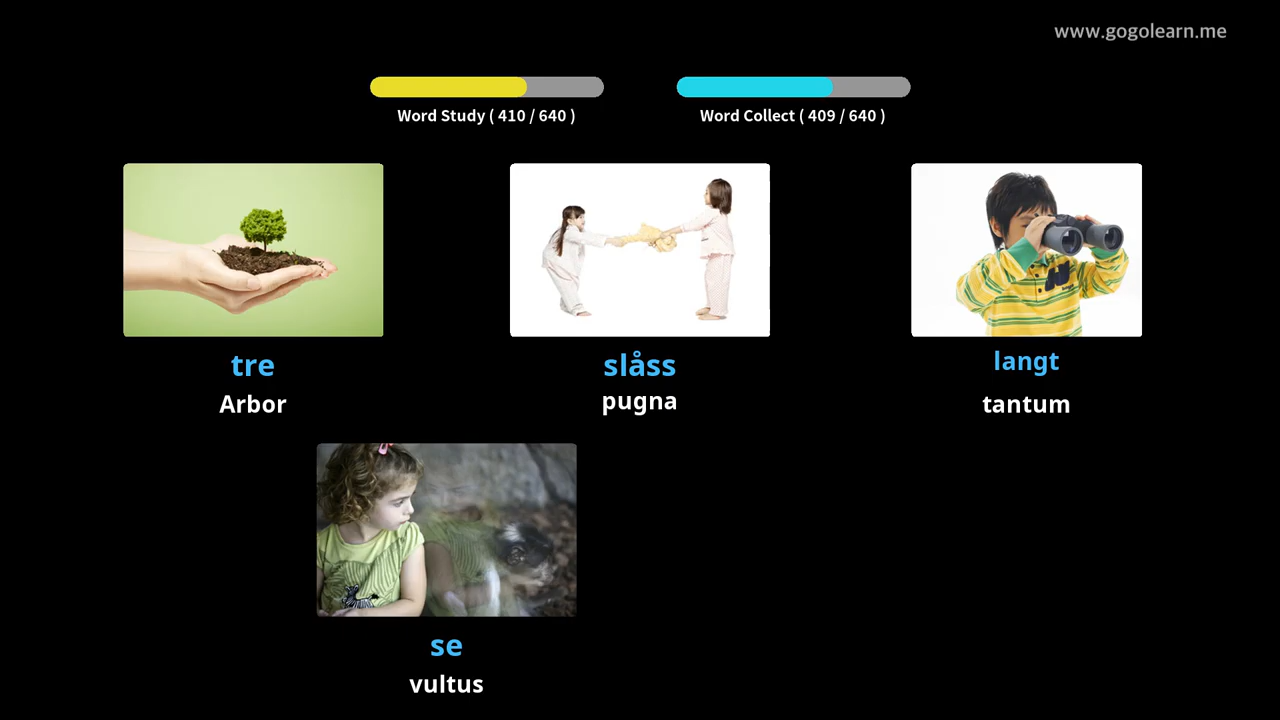 www.gogolearn.me
Word Study ( 410 / 640 )
Word Collect ( 409 / 640 )
tre
Arbor
slåss
pugna
langt
tantum
se
vultus